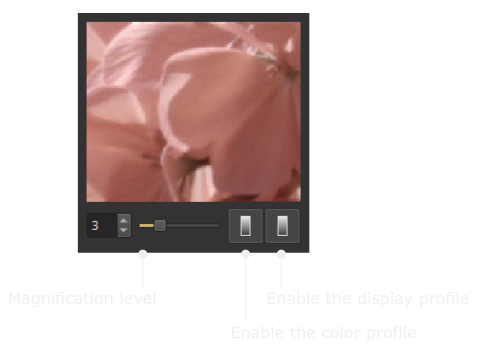 3
Magnification level
Enable the display profile
Enable the color profile